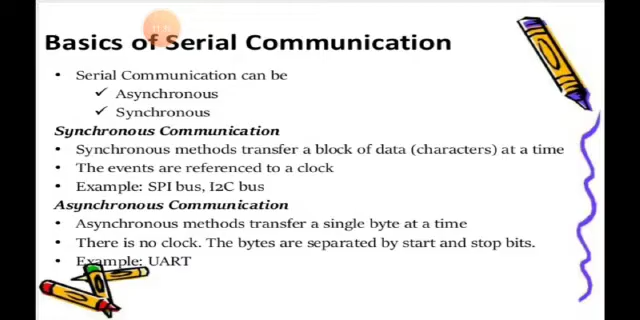 Basics of Serial Communication
• Serial Communication can be
✓ Asynchronous
✓ Synchronous
Synchronous Communication
• Synchronous methods transfer a block of data (characters) at a time
• The events are referenced to a clock
• Example: SPI bus, I2C bus
Asynchronous Communication
• Asynchronous methods transfer a single byte at a time
• There is no clock. The bytes are separated by start and stop bits.
• Example: UART